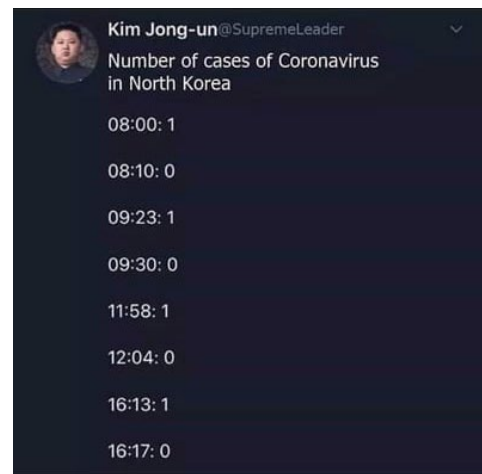 Kim Jong-un@SupremeLeader
Number of cases of Coronavirus
in North Korea
08:00: 1
08:10: 0
09:23: 1
09:30: 0
11:58: 1
12:04: 0
16:13: 1
16:17: 0